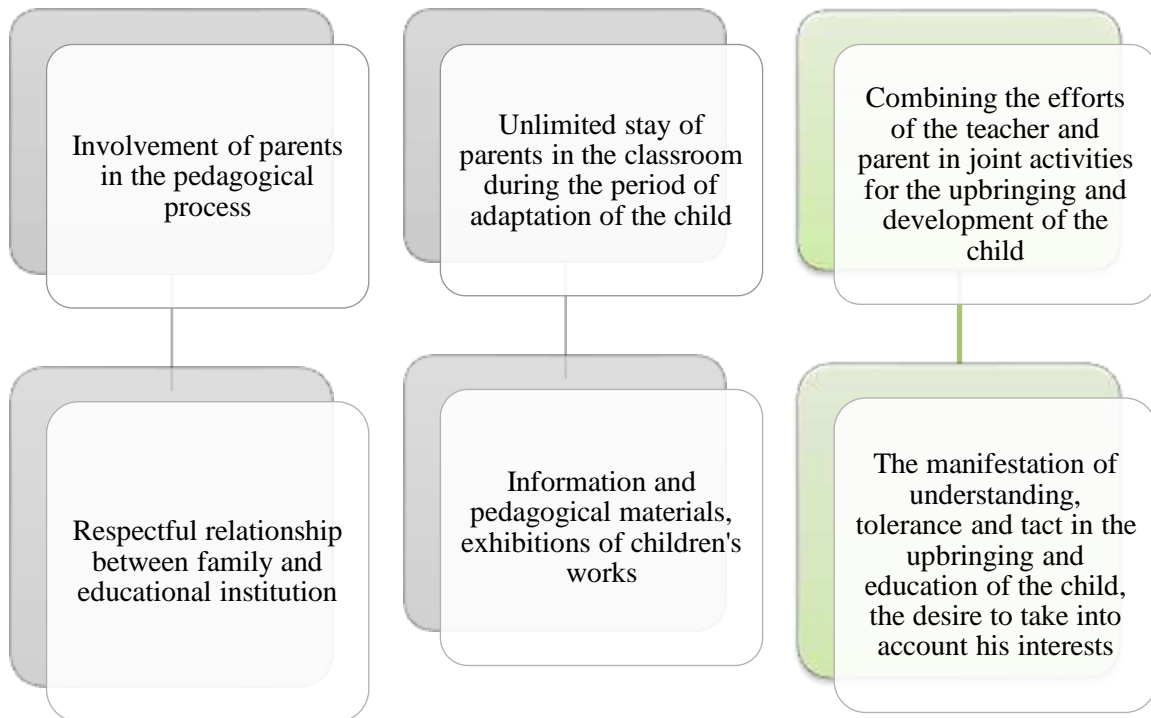 Involvement of parents
in the pedagogical
process
Unlimited stay of
parents in the classroom
during the period of
adaptation of the child
Combining the efforts
of the teacher and
parent in joint activities
for the upbringing and
development of the
child
Respectful relationship
between family and
educational institution
Information and
pedagogical materials,
exhibitions of children's
works
The manifestation of
understanding,
tolerance and tact in the
upbringing and
education of the child,
the desire to take into
account his interests